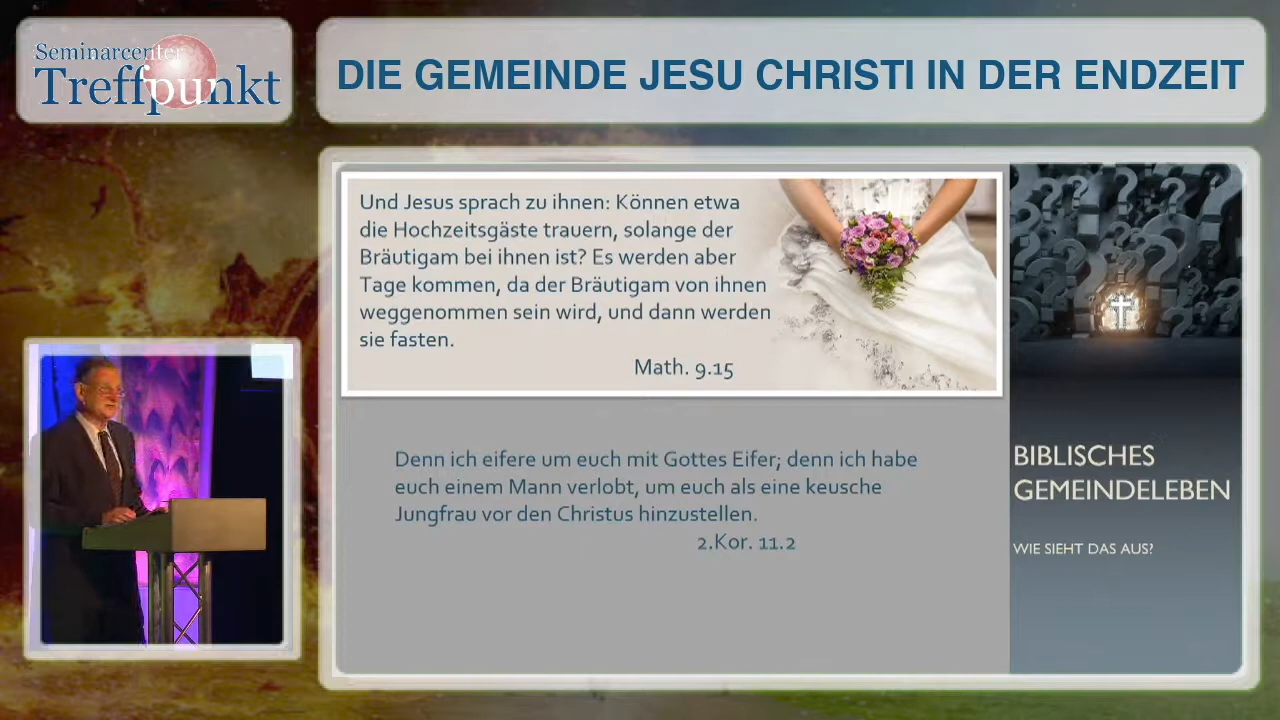 Seminarcenter
Treffpunkt
DIE GEMEINDE JESU CHRISTI IN DER ENDZEIT
Und Jesus sprach zu ihnen: Können etwa
die Hochzeitsgäste trauern, solange der
Bräutigam bei ihnen ist? Es werden aber
Tage kommen, da der Bräutigam von ihnen
weggenommen sein wird, und dann werden
sie fasten.
Math. 9.15
Denn ich eifere um euch mit Gottes Eifer; denn ich habe
euch einem Mann verlobt, um euch als eine keusche
Jungfrau vor den Christus hinzustellen.
2.Kor. 11.2
BIBLISCHES
GEMEINDELEBEN
WIE SIEHT DAS AUS?